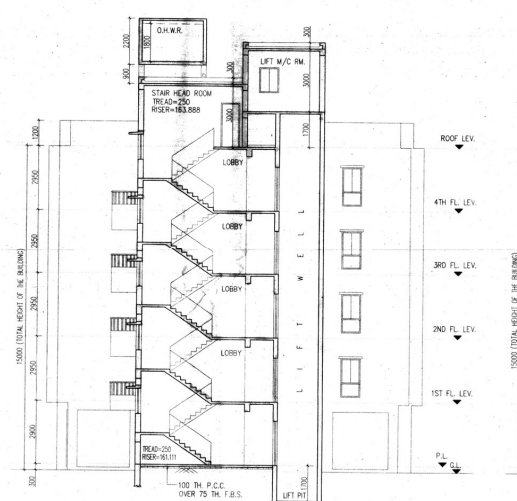 O.H.W.R.
2200
1800
900
300
300
LIFT M/C RM.
3000
STAIR HEAD ROOM
TREAD=250
RISER=163.888
3000
1200
1700
ROOF LEV.
LOBBY
2950
4TH FL. LEV.
LOBBY
2950
3RD FL. LEV.
LOBBY
2950
2ND FL. LEV.
LOBBY
2950
1ST FL. LEV.
LIFT WELL
15000 (TOTAL HEIGHT OF THE BUILDING)
15000 (TOTAL HEIGHT OF THE BUILDING)
2900
TREAD=250
RISER=161.111
P.L.
G.L.
300
100 TH. P.C.C.
OVER 75 TH. F.B.S.
1700
LIFT PIT